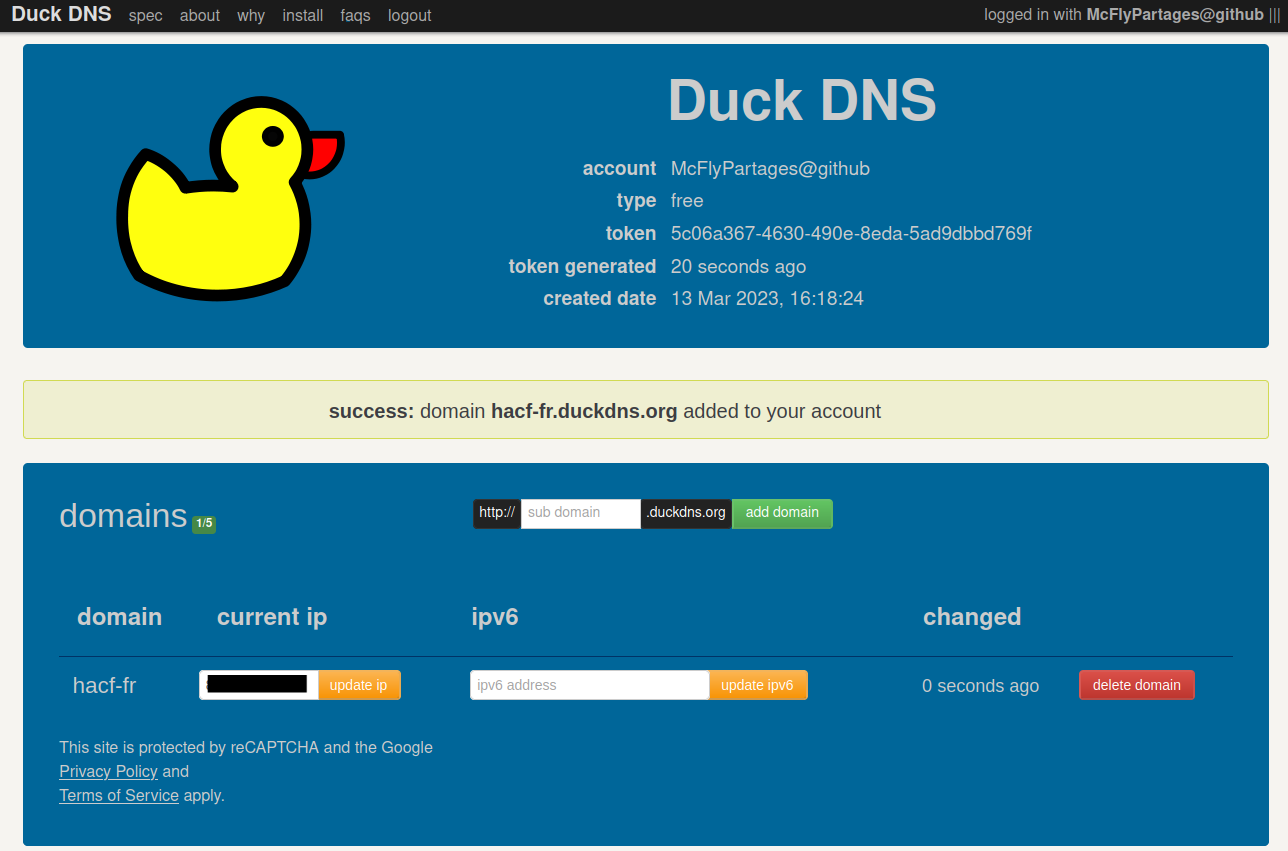 Duck DNS spec about why install faqs logout logged in with McFlyPartages@github |||
Duck DNS
account McFlyPartages@github
type free
token 5c06a367-4630-490e-8eda-5ad9dbbd769f
token generated 20 seconds ago
created date 13 Mar 2023, 16:18:24
success: domain hacf-fr.duckdns.org added to your account
domains 1/5 http:// sub domain .duckdns.org add domain
domain current ip ipv6 changed
hacf-fr update ip ipv6 address update ipv6 0 seconds ago delete domain
This site is protected by reCAPTCHA and the Google
Privacy Policy and
Terms of Service apply.